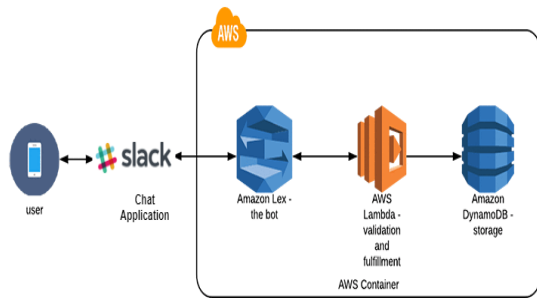 AWS
slack
user
Chat
Application
Amazon Lex -
the bot
AWS
Lambda -
validation
and
fulfillment
Amazon
DynamoDB -
storage
AWS Container